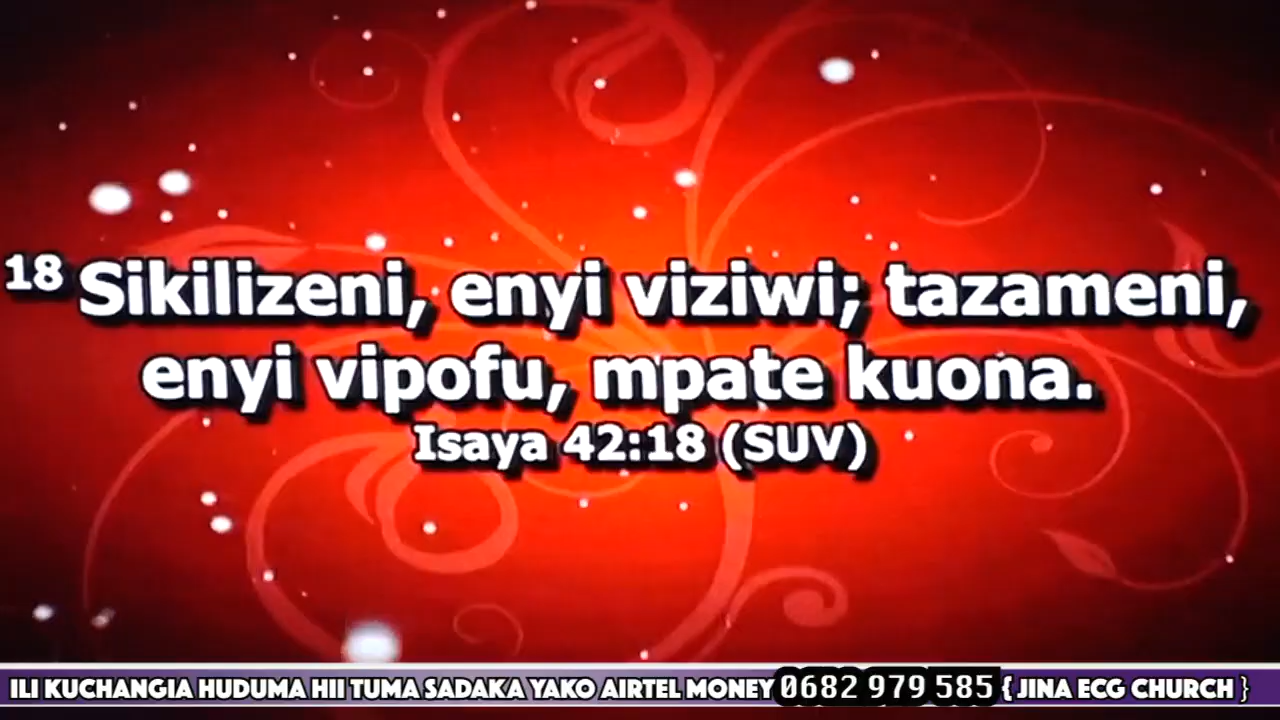 18 Sikilizeni, enyi viziwi; tazameni,
enyi vipofu, mpate kuona.
Isaya 42:18 (SUV)
ILI KUCHANGIA HUDUMA HII TUMA SADAKA YAKO AIRTEL MONEY 0682 979 585 { JINA ECG CHURCH }